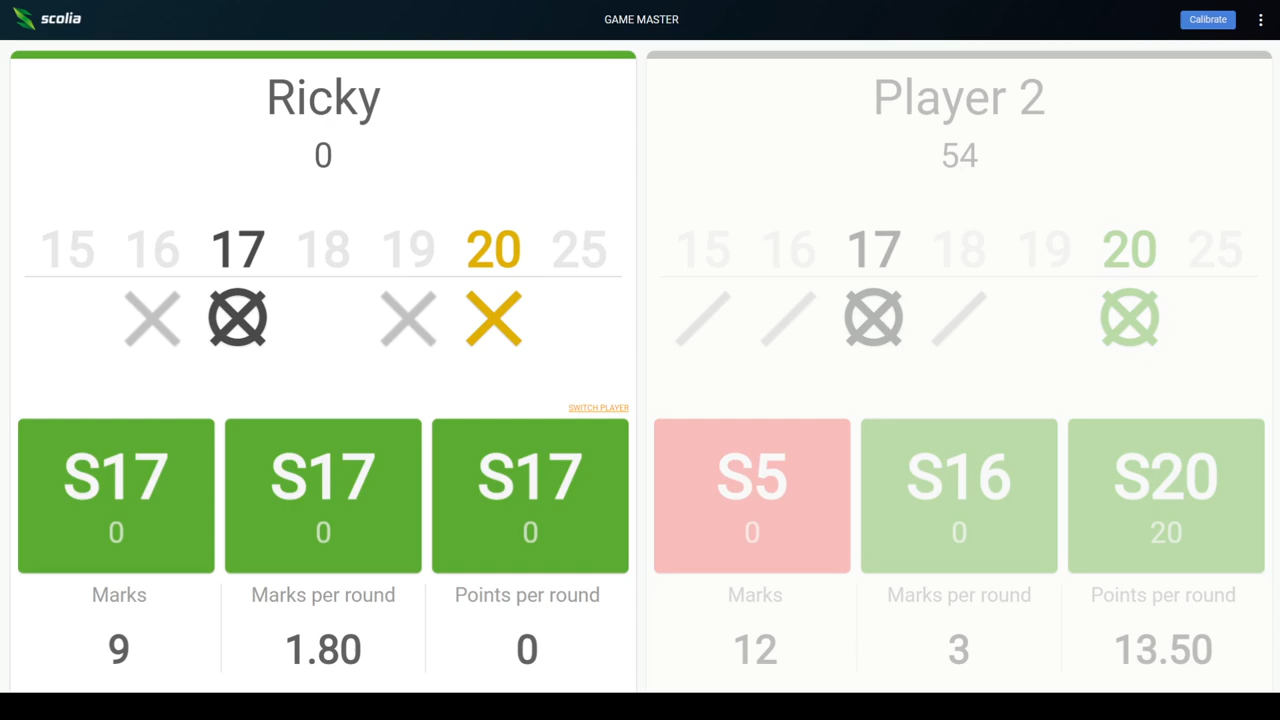 scolia
GAME MASTER
Calibrate
Ricky
0
15 16 17 18 19 20 25
SWITCH PLAYER
S17 S17 S17
0 0 0
Marks Marks per round Points per round
9 1.80 0
Player 2
54
15 16 17 18 19 20 25
S5 S16 S20
0 0 20
Marks Marks per round Points per round
12 3 13.50